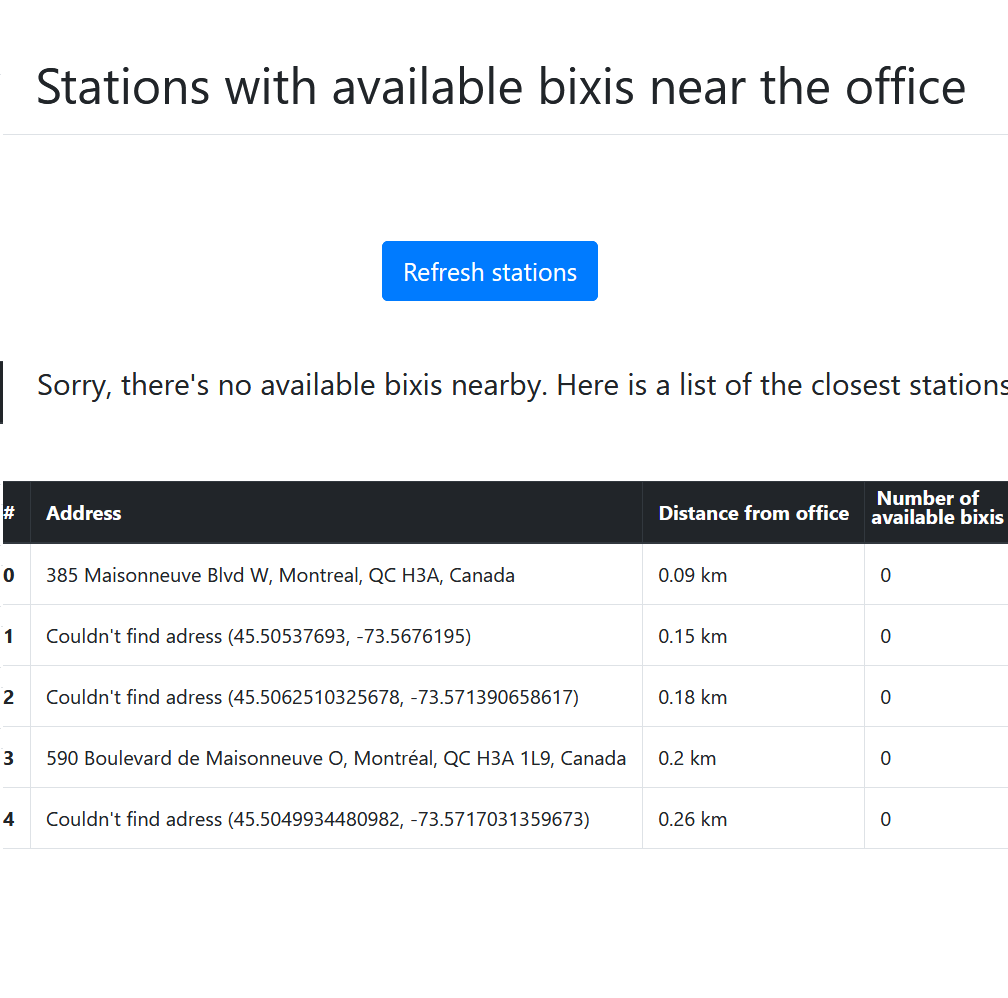 Stations with available bixis near the office
Refresh stations
Sorry, there's no available bixis nearby. Here is a list of the closest stations
# Address Distance from office Number of available bixis
0 385 Maisonneuve Blvd W, Montreal, QC H3A, Canada 0.09 km 0
1 Couldn't find adress (45.50537693, -73.5676195) 0.15 km 0
2 Couldn't find adress (45.5062510325678, -73.571390658617) 0.18 km 0
3 590 Boulevard de Maisonneuve O, Montréal, QC H3A 1L9, Canada 0.2 km 0
4 Couldn't find adress (45.5049934480982, -73.5717031359673) 0.26 km 0